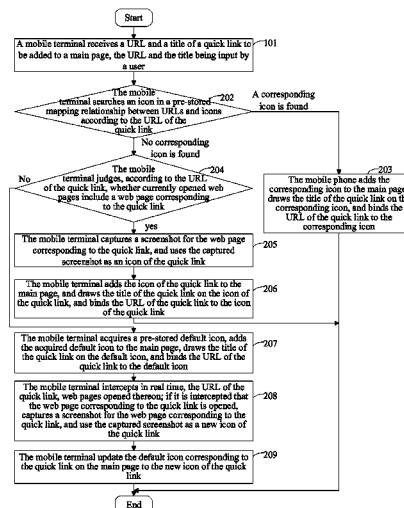 Start
A mobile terminal receives a URL and a title of a quick link to
be added to a main page, the URL and the title being input by
a user
101
The mobile
terminal searches an icon in a pre-stored
mapping relationship between URLs and icons
according to the URL of the
quick link
202
A corresponding
icon is found
No corresponding
icon is found
The mobile
terminal judges, according to the URL
of the quick link, whether currently opened web
pages include a web page corresponding
to the quick link
204
No
yes
203
The mobile phone adds the
corresponding icon to the main page,
draws the title of the quick link on the
corresponding icon, and binds the
URL of the quick link to the
corresponding icon
The mobile terminal captures a screenshot for the web page
corresponding to the quick link, and uses the captured
screenshot as an icon of the quick link
205
The mobile terminal adds the icon of the quick link to the
main page, and draws the title of the quick link on the icon of
the quick link, and binds the URL of the quick link to the icon
of the quick link
206
The mobile terminal acquires a pre-stored default icon, adds
the acquired default icon to the main page, draws the title of
the quick link on the default icon, and binds the URL of the
quick link to the default icon
207
The mobile terminal intercepts in real time, the URL of the
quick link, web pages opened thereon; if it is intercepted that
the web page corresponding to the quick link is opened,
captures a screenshot for the web page corresponding to
the quick link, and use the captured screenshot as a new icon of
the quick link
208
The mobile terminal update the default icon corresponding to
the quick link on the main page to the new icon of the quick
link
209
End